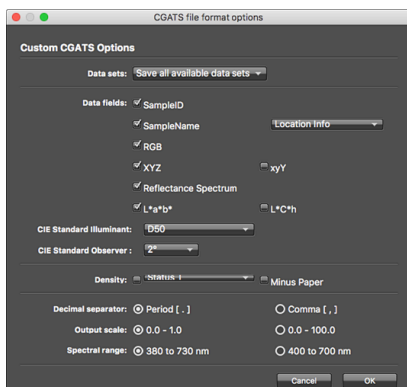 CGATS file format options
Custom CGATS Options
Data sets: Save all available data sets
Data fields: SampleID
SampleName Location Info
RGB
XYZ xyY
Reflectance Spectrum
L*a*b* L*C*h
CIE Standard Illuminant: D50
CIE Standard Observer : 2°
Density: Minus Paper
Decimal separator: Period [ . ] Comma [ , ]
Output scale: 0.0 - 1.0 0.0 - 100.0
Spectral range: 380 to 730 nm 400 to 700 nm
Cancel OK